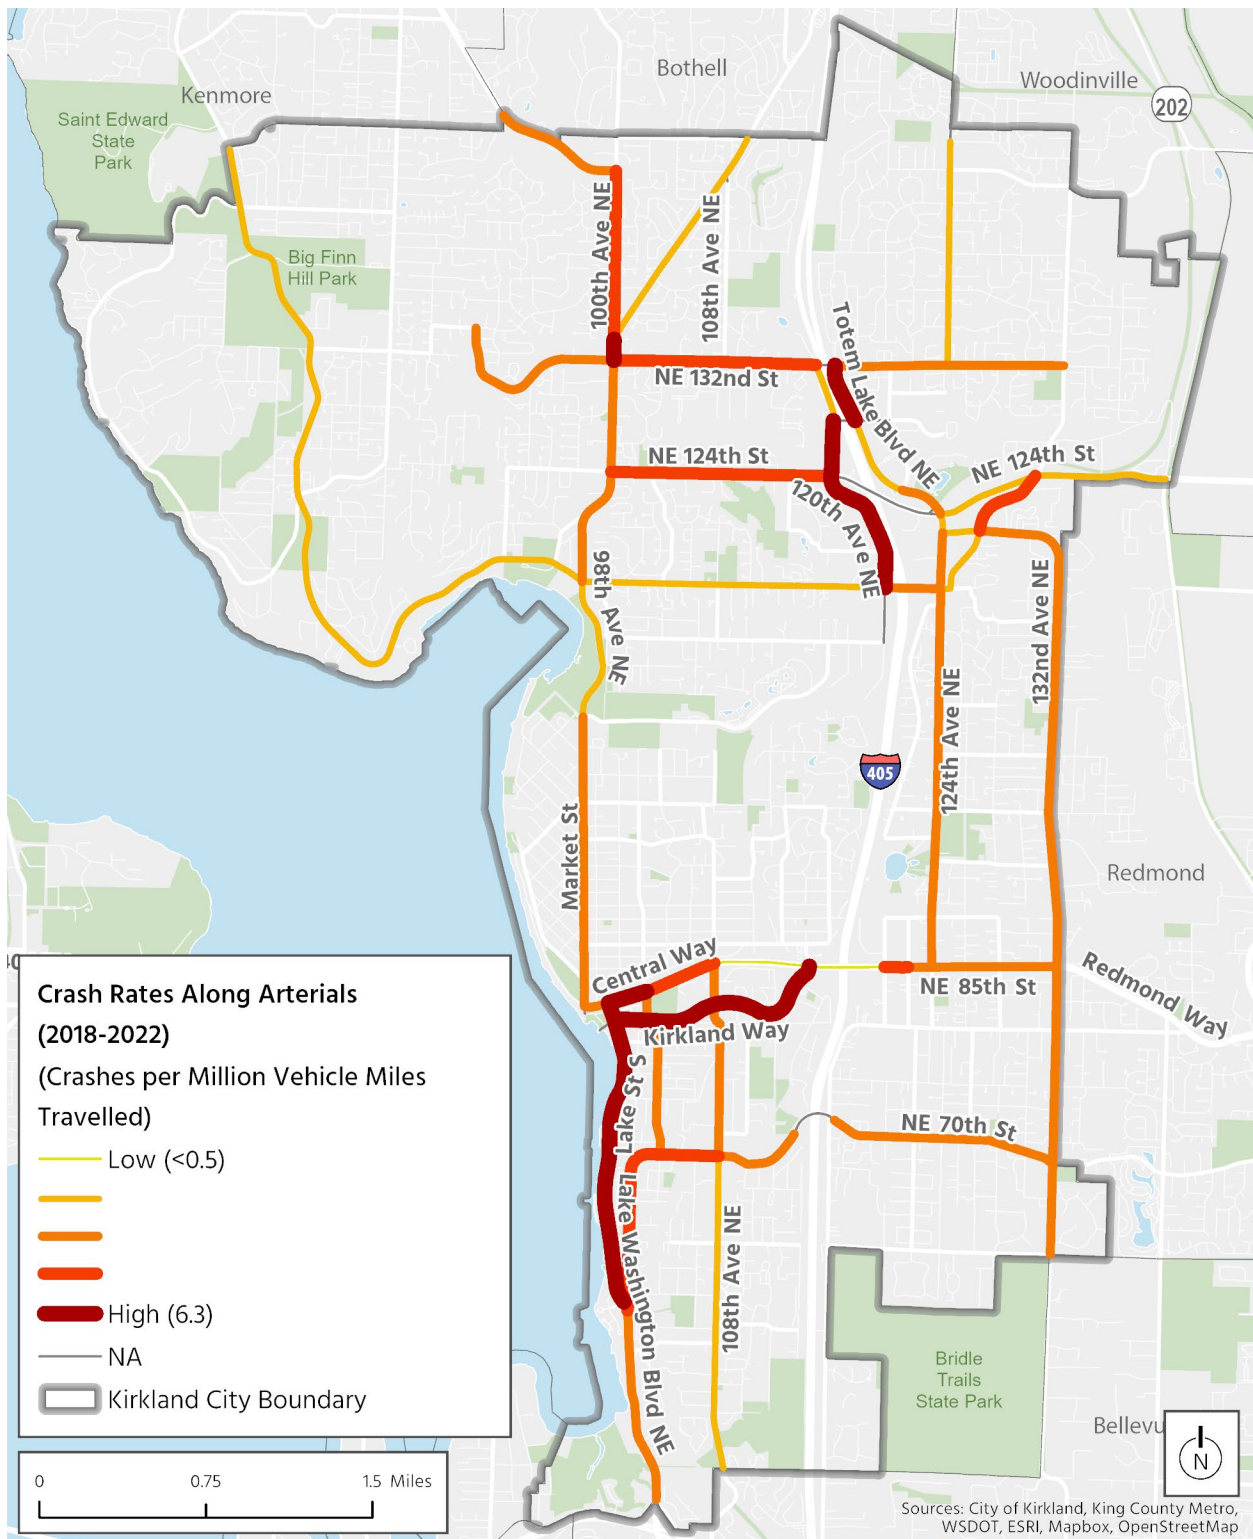 Bothell
Woodinville
Kenmore
202
Saint Edward
State
Park
Big Finn
Hill Park
100th Ave NE
108th Ave NE
Totem Lake Blvd NE
NE 132nd St
NE 124th St
NE 124th St
120th Ave NE
98th Ave NE
132nd Ave NE
124th Ave NE
405
Market St
Redmond
Central Way
Redmond Way
NE 85th St
Kirkland Way
Lake St S
NE 70th St
Lake Washington Blvd NE
108th Ave NE
Bridle
Trails
State Park
Bellevu
N
Crash Rates Along Arterials
(2018-2022)
(Crashes per Million Vehicle Miles
Travelled)
Low (<0.5)
High (6.3)
NA
Kirkland City Boundary
0 0.75 1.5 Miles
Sources: City of Kirkland, King County Metro,
WSDOT, ESRI, Mapbox, OpenStreetMap